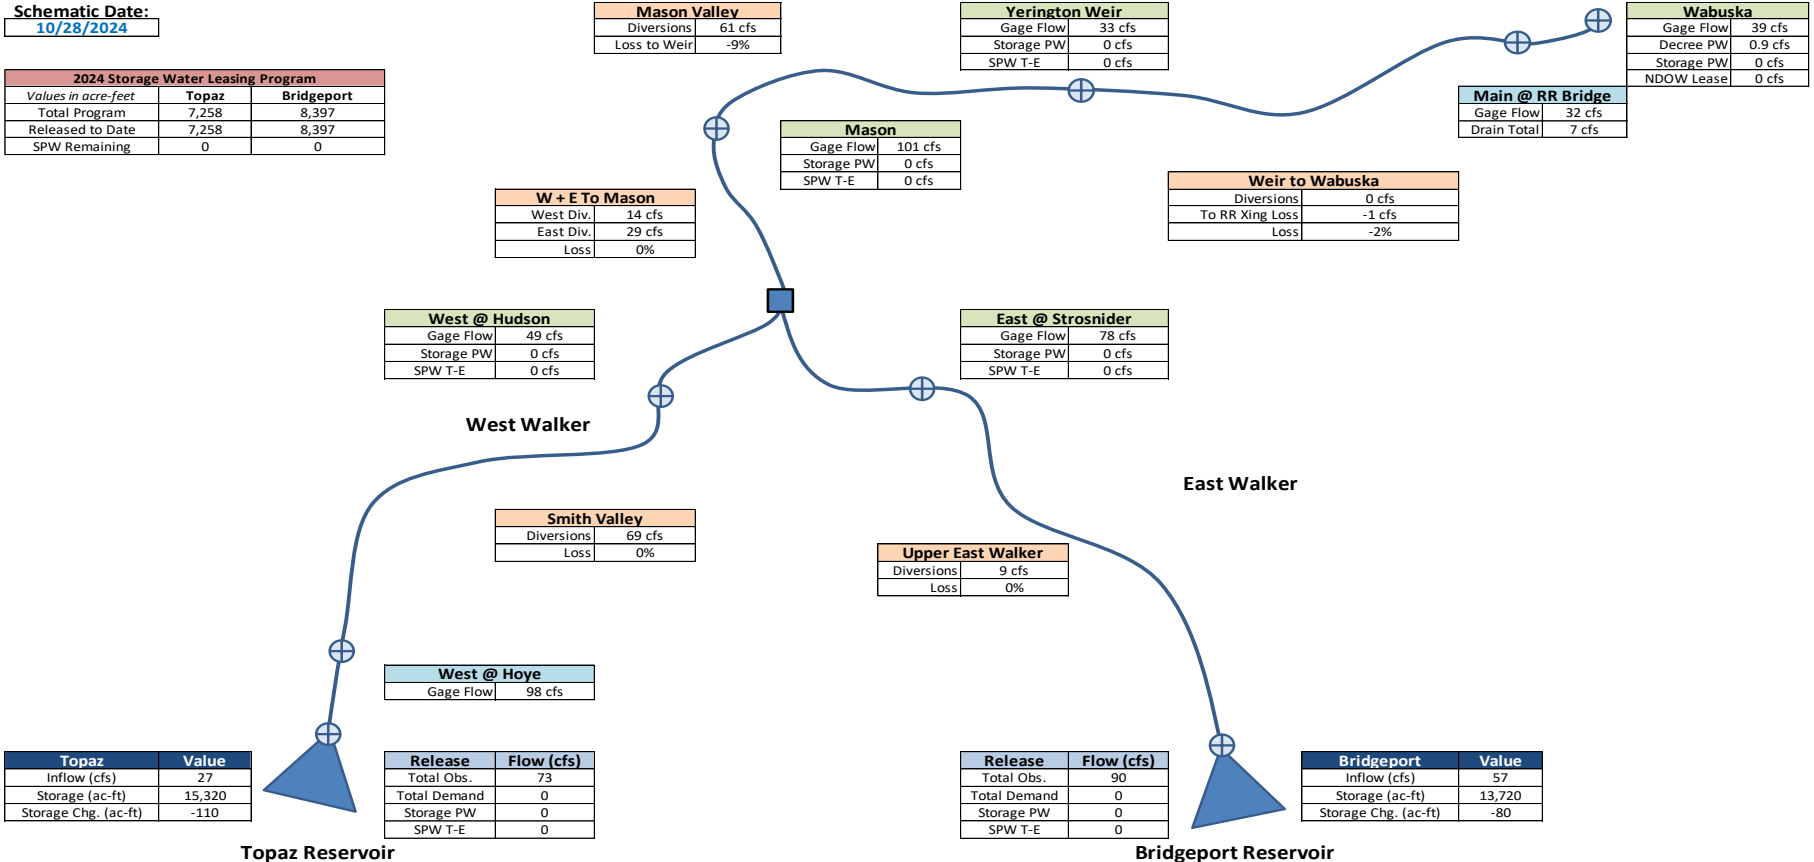 Schematic Date:
10/28/2024
2024 Storage Water Leasing Program
Values in acre-feet Topaz Bridgeport
Total Program 7,258 8,397
Released to Date 7,258 8,397
SPW Remaining 0 0
Mason Valley
Diversions 61 cfs
Loss to Weir -9%
Yerington Weir
Gage Flow 33 cfs
Storage PW 0 cfs
SPW T-E 0 cfs
Wabuska
Gage Flow 39 cfs
Decree PW 0.9 cfs
Storage PW 0 cfs
NDOW Lease 0 cfs
Main @ RR Bridge
Gage Flow 32 cfs
Drain Total 7 cfs
Mason
Gage Flow 101 cfs
Storage PW 0 cfs
SPW T-E 0 cfs
W + E To Mason
West Div. 14 cfs
East Div. 29 cfs
Loss 0%
Weir to Wabuska
Diversions 0 cfs
To RR Xing Loss -1 cfs
Loss -2%
West @ Hudson
Gage Flow 49 cfs
Storage PW 0 cfs
SPW T-E 0 cfs
East @ Strosnider
Gage Flow 78 cfs
Storage PW 0 cfs
SPW T-E 0 cfs
West Walker
East Walker
Smith Valley
Diversions 69 cfs
Loss 0%
Upper East Walker
Diversions 9 cfs
Loss 0%
West @ Hoye
Gage Flow 98 cfs
Topaz Value
Inflow (cfs) 27
Storage (ac-ft) 15,320
Storage Chg. (ac-ft) -110
Release Flow (cfs)
Total Obs. 73
Total Demand 0
Storage PW 0
SPW T-E 0
Topaz Reservoir
Release Flow (cfs)
Total Obs. 90
Total Demand 0
Storage PW 0
SPW T-E 0
Bridgeport Value
Inflow (cfs) 57
Storage (ac-ft) 13,720
Storage Chg. (ac-ft) -80
Bridgeport Reservoir